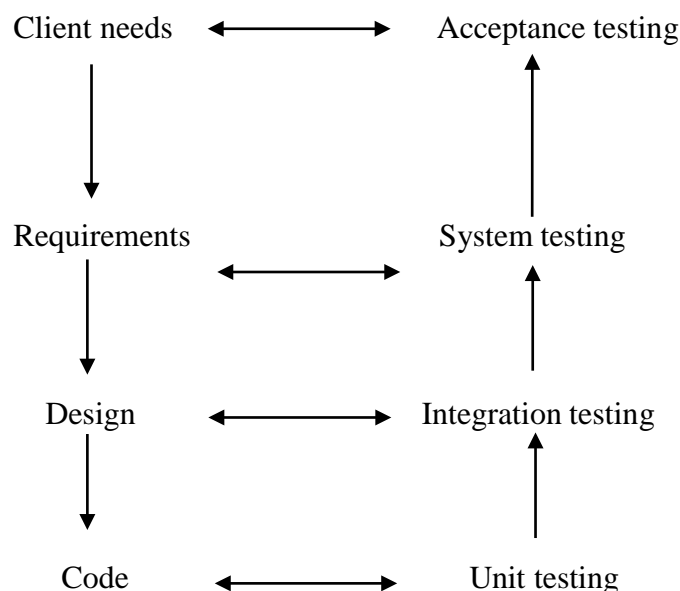 Client needs Acceptance testing
Requirements System testing
Design Integration testing
Code Unit testing